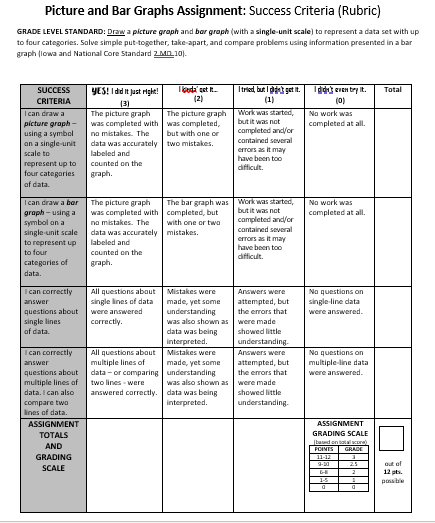 Picture and Bar Graphs Assignment: Success Criteria (Rubric)
GRADE LEVEL STANDARD: Draw a picture graph and bar graph (with a single-unit scale) to represent a data set with up
to four categories. Solve simple put-together, take-apart, and compare problems using information presented in a bar
graph (Iowa and National Core Standard 2.MD.10).
SUCCESS
CRITERIA
YES! I did it just right!
(3)
I kinda' get it...
(2)
I tried, but I didn't get it.
(1)
I didn't even try it.
(0)
Total
I can draw a
picture graph –
using a symbol
on a single-unit
scale to
represent up to
four categories
of data.
The picture graph
was completed with
no mistakes. The
data was accurately
labeled and
counted on the
graph.
The picture graph
was completed,
but with one or
two mistakes.
Work was started,
but it was not
completed and/or
contained several
errors as it may
have been too
difficult.
No work was
completed at all.
I can draw a bar
graph – using a
symbol on a
single-unit scale
to represent up
to four
categories of
data.
The picture graph
was completed with
no mistakes. The
data was accurately
labeled and
counted on the
graph.
The bar graph was
completed, but
with one or two
mistakes.
Work was started,
but it was not
completed and/or
contained several
errors as it may
have been too
difficult.
No work was
completed at all.
I can correctly
answer
questions about
single lines
of data.
All questions about
single lines of data
were answered
correctly.
Mistakes were
made, yet some
understanding
was also shown as
data was being
interpreted.
Answers were
attempted, but
the errors that
were made
showed little
understanding.
No questions on
single-line data
were answered.
I can correctly
answer
questions about
multiple lines of
data. I can also
compare two
lines of data.
All questions about
multiple lines of
data – or comparing
two lines - were
answered correctly.
Mistakes were
made, yet some
understanding
was also shown as
data was being
interpreted.
Answers were
attempted, but
the errors that
were made
showed little
understanding.
No questions on
multiple-line data
were answered.
ASSIGNMENT
TOTALS
AND
GRADING
SCALE
ASSIGNMENT
GRADING SCALE
(based on total score)
POINTS GRADE
11-12 3
9-10 2.5
6-8 2
1-5 1
0 0
out of
12 pts.
possible